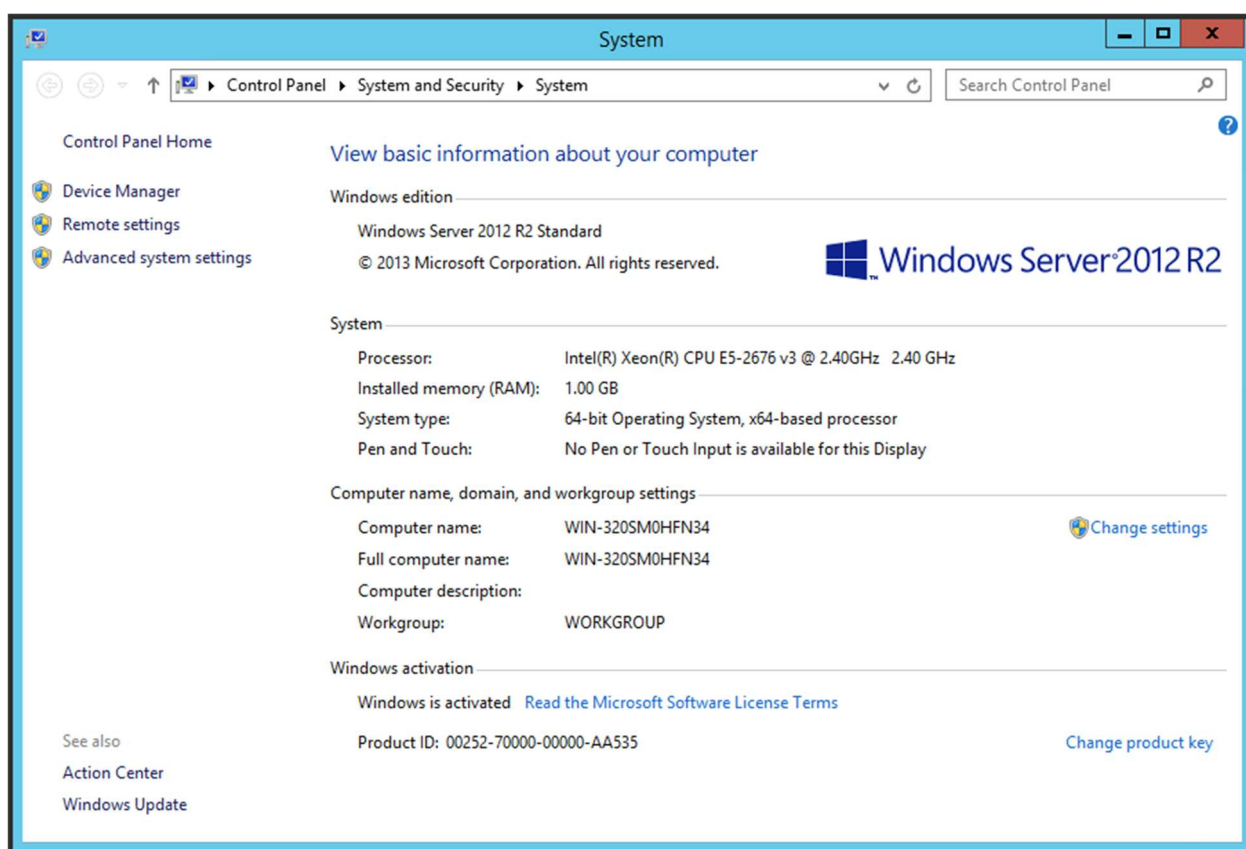 System
Control Panel System and Security System
Search Control Panel
Control Panel Home
Device Manager
Remote settings
Advanced system settings
See also
Action Center
Windows Update
View basic information about your computer
Windows edition
Windows Server 2012 R2 Standard
© 2013 Microsoft Corporation. All rights reserved.
Windows Server 2012 R2
System
Processor: Intel(R) Xeon(R) CPU E5-2676 v3 @ 2.40GHz 2.40 GHz
Installed memory (RAM): 1.00 GB
System type: 64-bit Operating System, x64-based processor
Pen and Touch: No Pen or Touch Input is available for this Display
Computer name, domain, and workgroup settings
Computer name: WIN-320SM0HFN34 Change settings
Full computer name: WIN-320SM0HFN34
Computer description:
Workgroup: WORKGROUP
Windows activation
Windows is activated Read the Microsoft Software License Terms
Product ID: 00252-70000-00000-AA535 Change product key